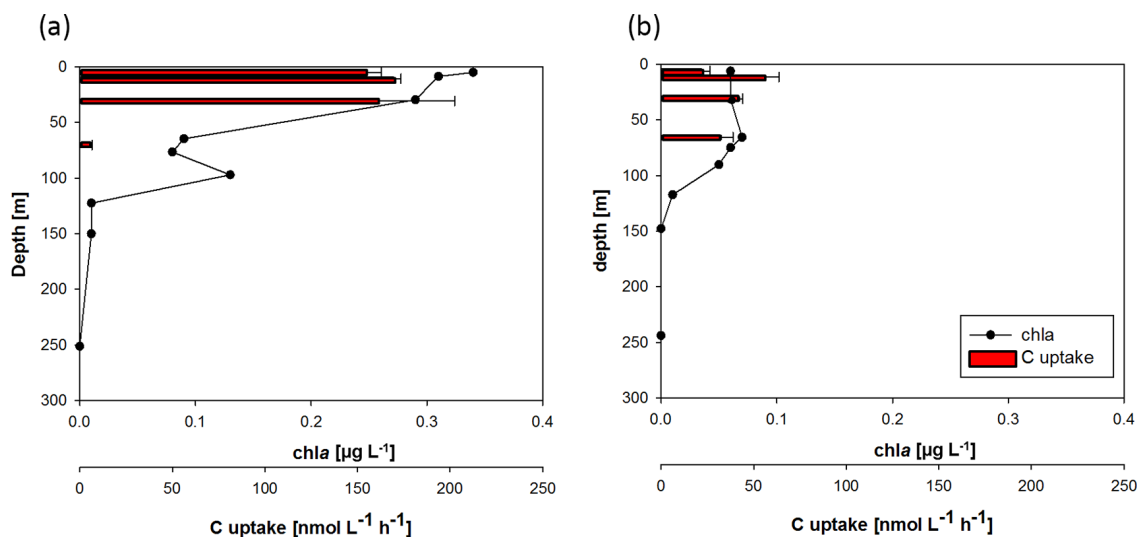 (a)
0
50
100
150
200
250
300
Depth [m]
0.0 0.1 0.2 0.3 0.4
chla [µg L-1]
0 50 100 150 200 250
C uptake [nmol L-1 h-1]
(b)
0
50
100
150
200
250
300
depth [m]
chla
C uptake
0.0 0.1 0.2 0.3 0.4
chla [µg L-1]
0 50 100 150 200 250
C uptake [nmol L-1 h-1]